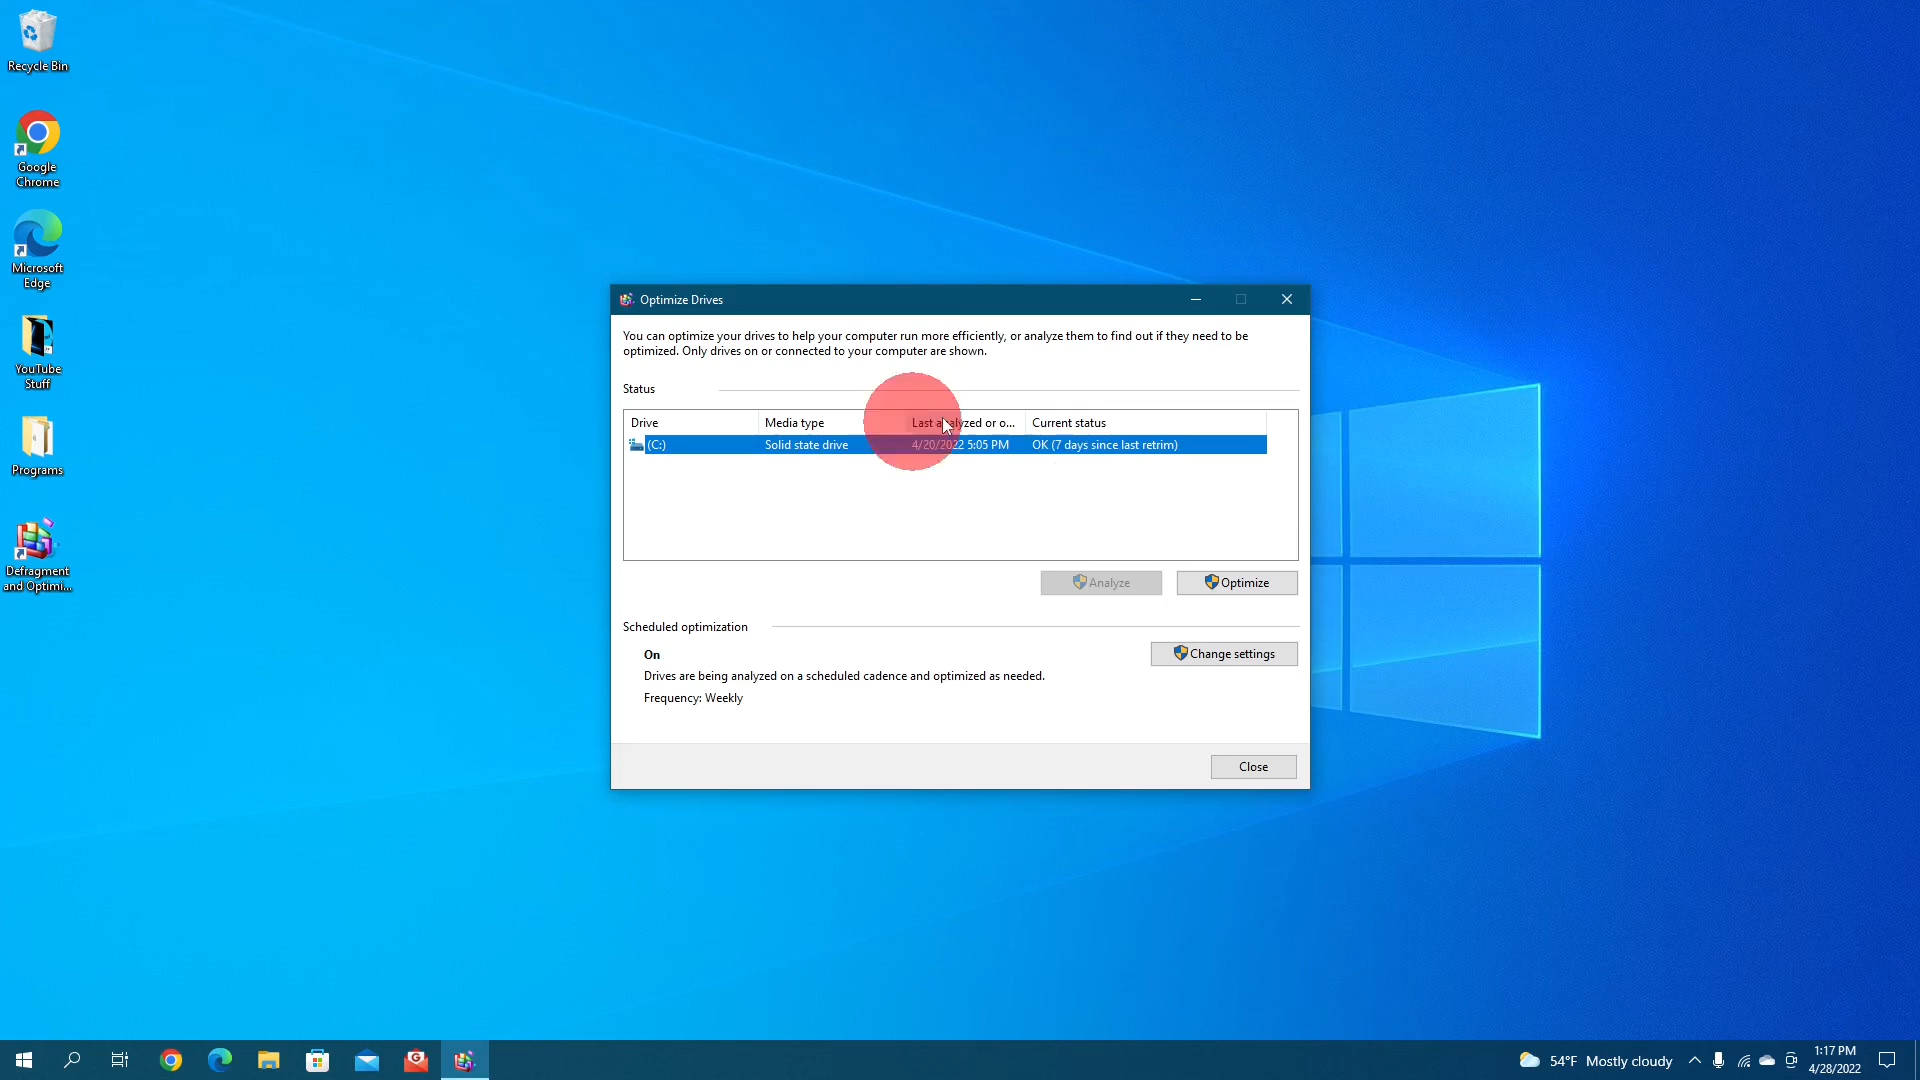 Recycle Bin
Google
Chrome
Microsoft
Edge
YouTube
Stuff
Programs
Defragment
and Optimi...
Optimize Drives
You can optimize your drives to help your computer run more efficiently, or analyze them to find out if they need to be
optimized. Only drives on or connected to your computer are shown.
Status
Drive Media type Last analyzed or o... Current status
(C:) Solid state drive 4/20/2022 5:05 PM OK (7 days since last retrim)
Analyze Optimize
Scheduled optimization
On
Change settings
Drives are being analyzed on a scheduled cadence and optimized as needed.
Frequency: Weekly
Close
54°F Mostly cloudy
1:17 PM
4/28/2022